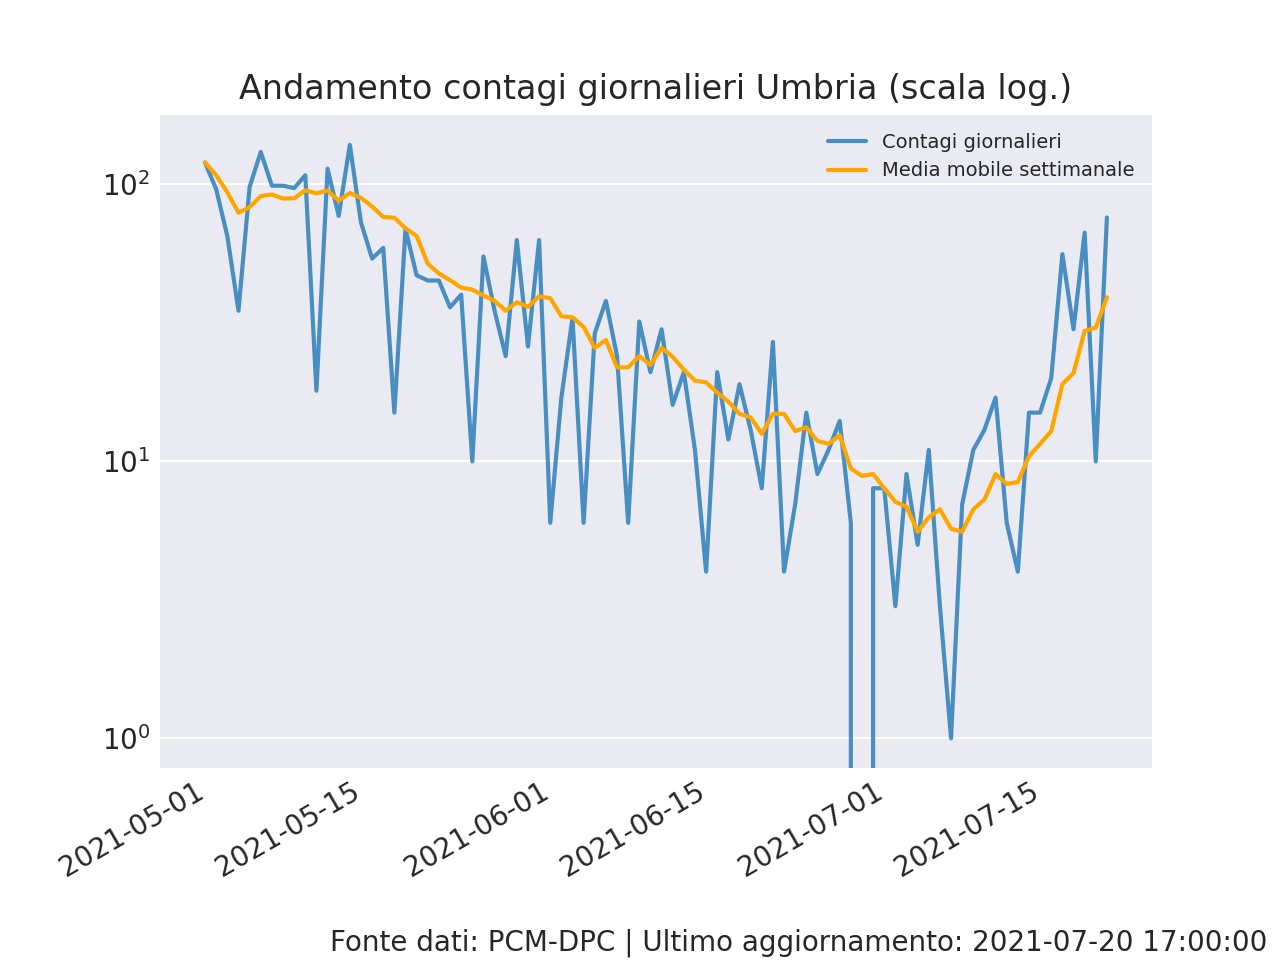 Andamento contagi giornalieri Umbria (scala log.)
Contagi giornalieri
Media mobile settimanale
10²
10¹
10⁰
2021-05-01
2021-05-15
2021-06-01
2021-06-15
2021-07-01
2021-07-15
Fonte dati: PCM-DPC | Ultimo aggiornamento: 2021-07-20 17:00:00